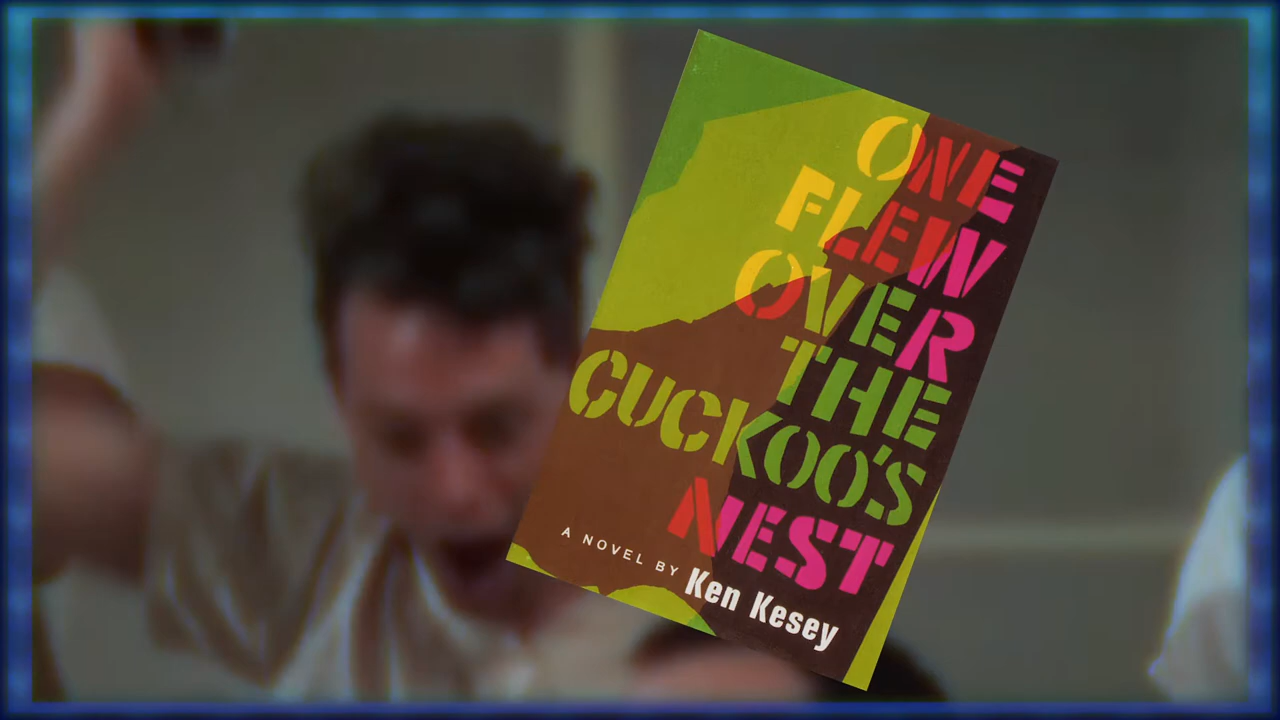 ONE
FLEW
OVER
THE
CUCKOO'S
NEST
A NOVEL BY Ken Kesey